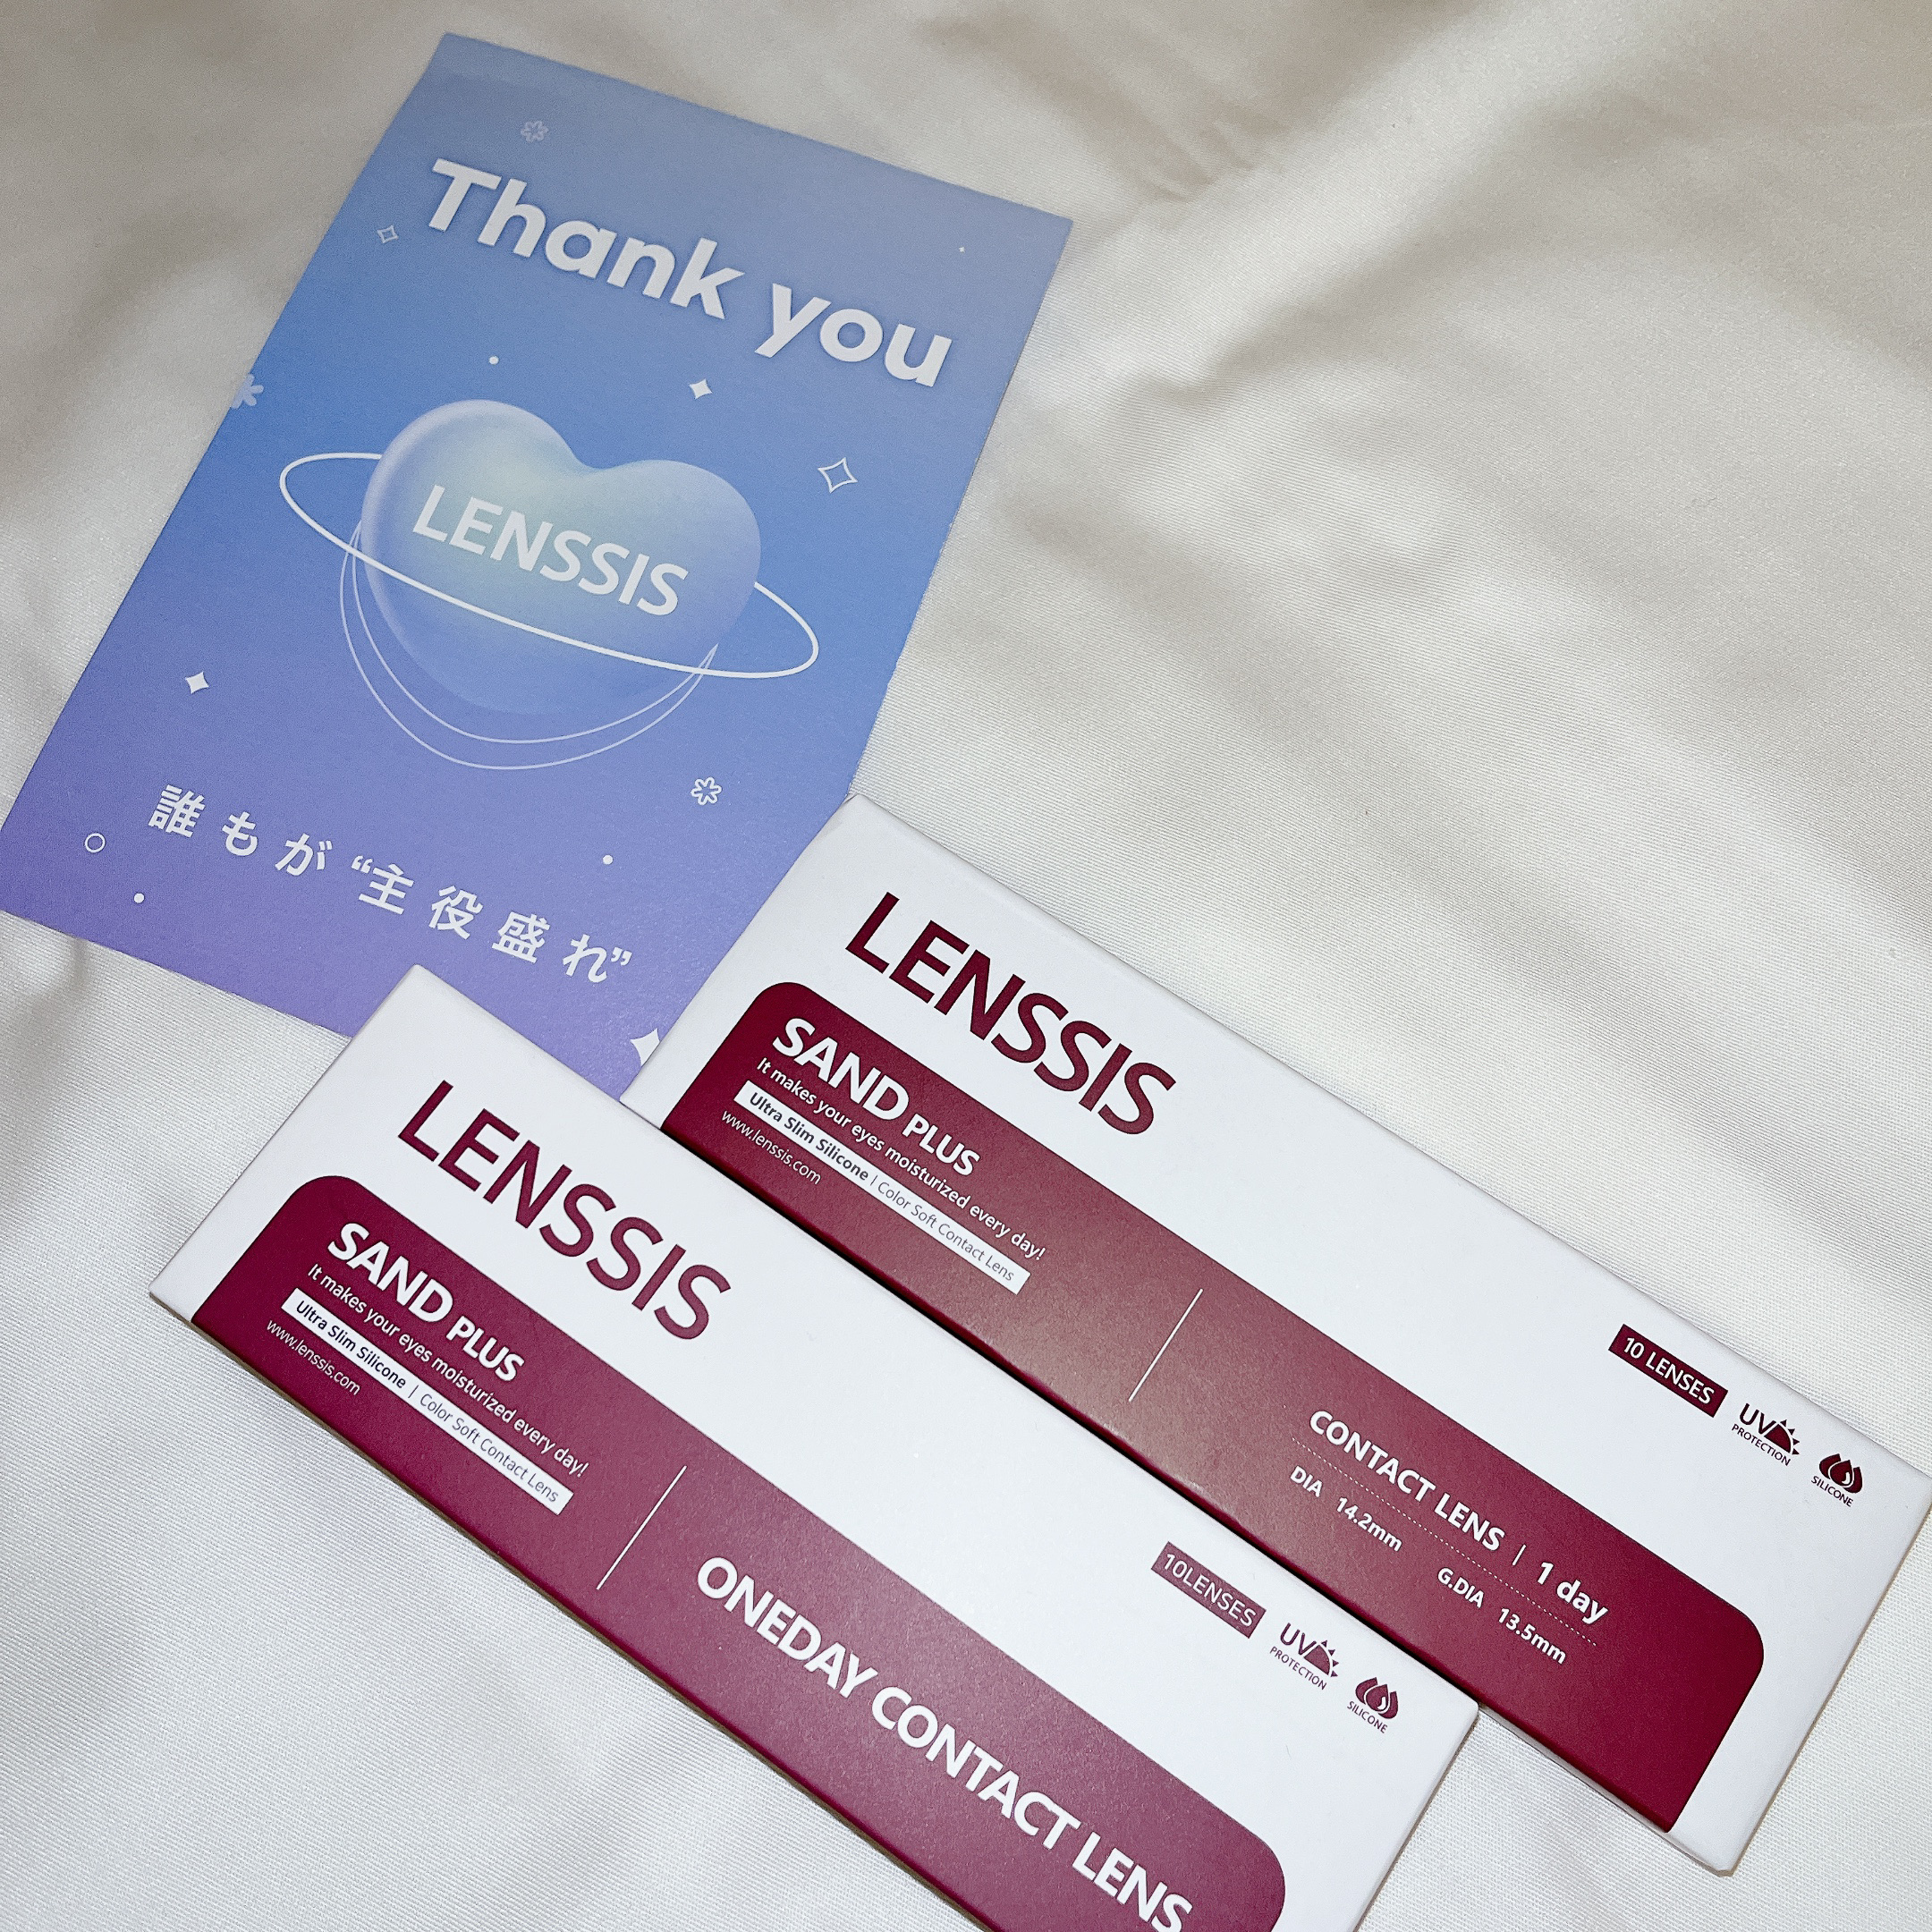 Thank you
LENSSIS
誰もが“主役盛れ”
LENSSIS
SAND PLUS
It makes your eyes moisturized every day!
Ultra Slim Silicone | Color Soft Contact Lens
www.lenssis.com
10 LENSES
UV
PROTECTION
SILICONE
CONTACT LENS | 1 day
DIA 14.2mm G.DIA 13.5mm
LENSSIS
SAND PLUS
It makes your eyes moisturized every day!
Ultra Slim Silicone | Color Soft Contact Lens
www.lenssis.com
10LENSES
UV
PROTECTION
SILICONE
ONEDAY CONTACT LENS